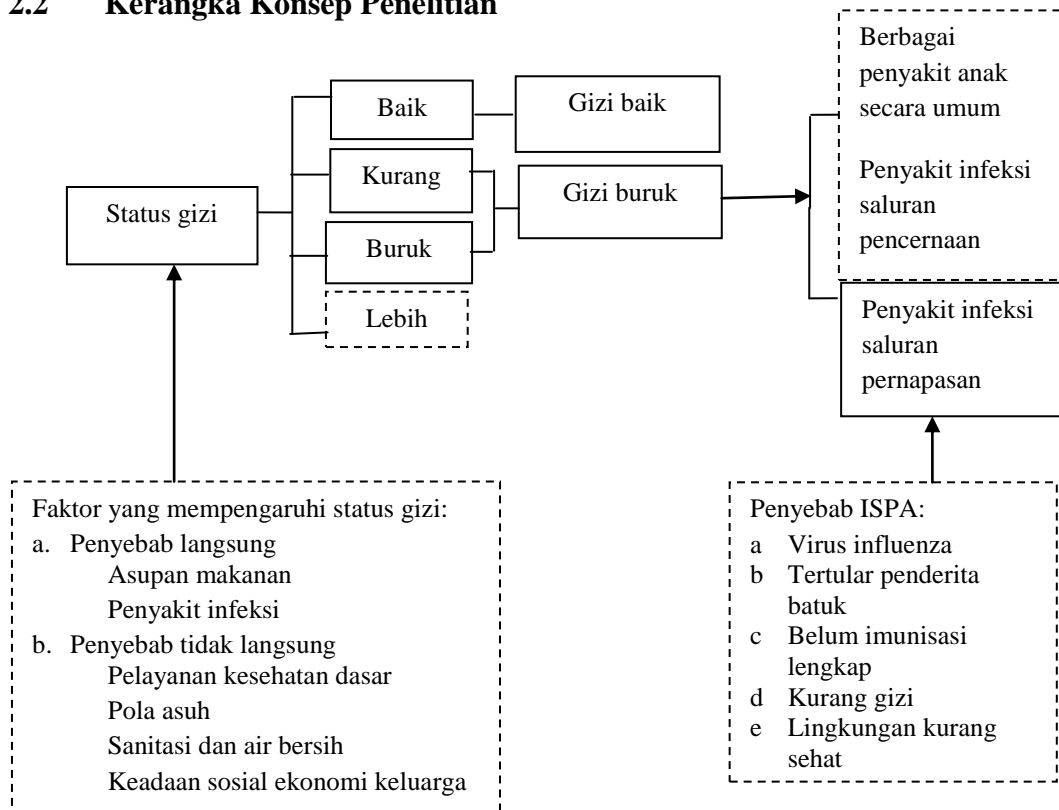 2.2 Kerangka Konsep Penelitian
Berbagai
penyakit anak
secara umum
Penyakit infeksi
saluran
pencernaan
Baik
Gizi baik
Kurang
Gizi buruk
Status gizi
Buruk
Lebih
Penyakit infeksi
saluran
pernapasan
Faktor yang mempengaruhi status gizi:
a. Penyebab langsung
Asupan makanan
Penyakit infeksi
b. Penyebab tidak langsung
Pelayanan kesehatan dasar
Pola asuh
Sanitasi dan air bersih
Keadaan sosial ekonomi keluarga
Penyebab ISPA:
a Virus influenza
b Tertular penderita
batuk
c Belum imunisasi
lengkap
d Kurang gizi
e Lingkungan kurang
sehat